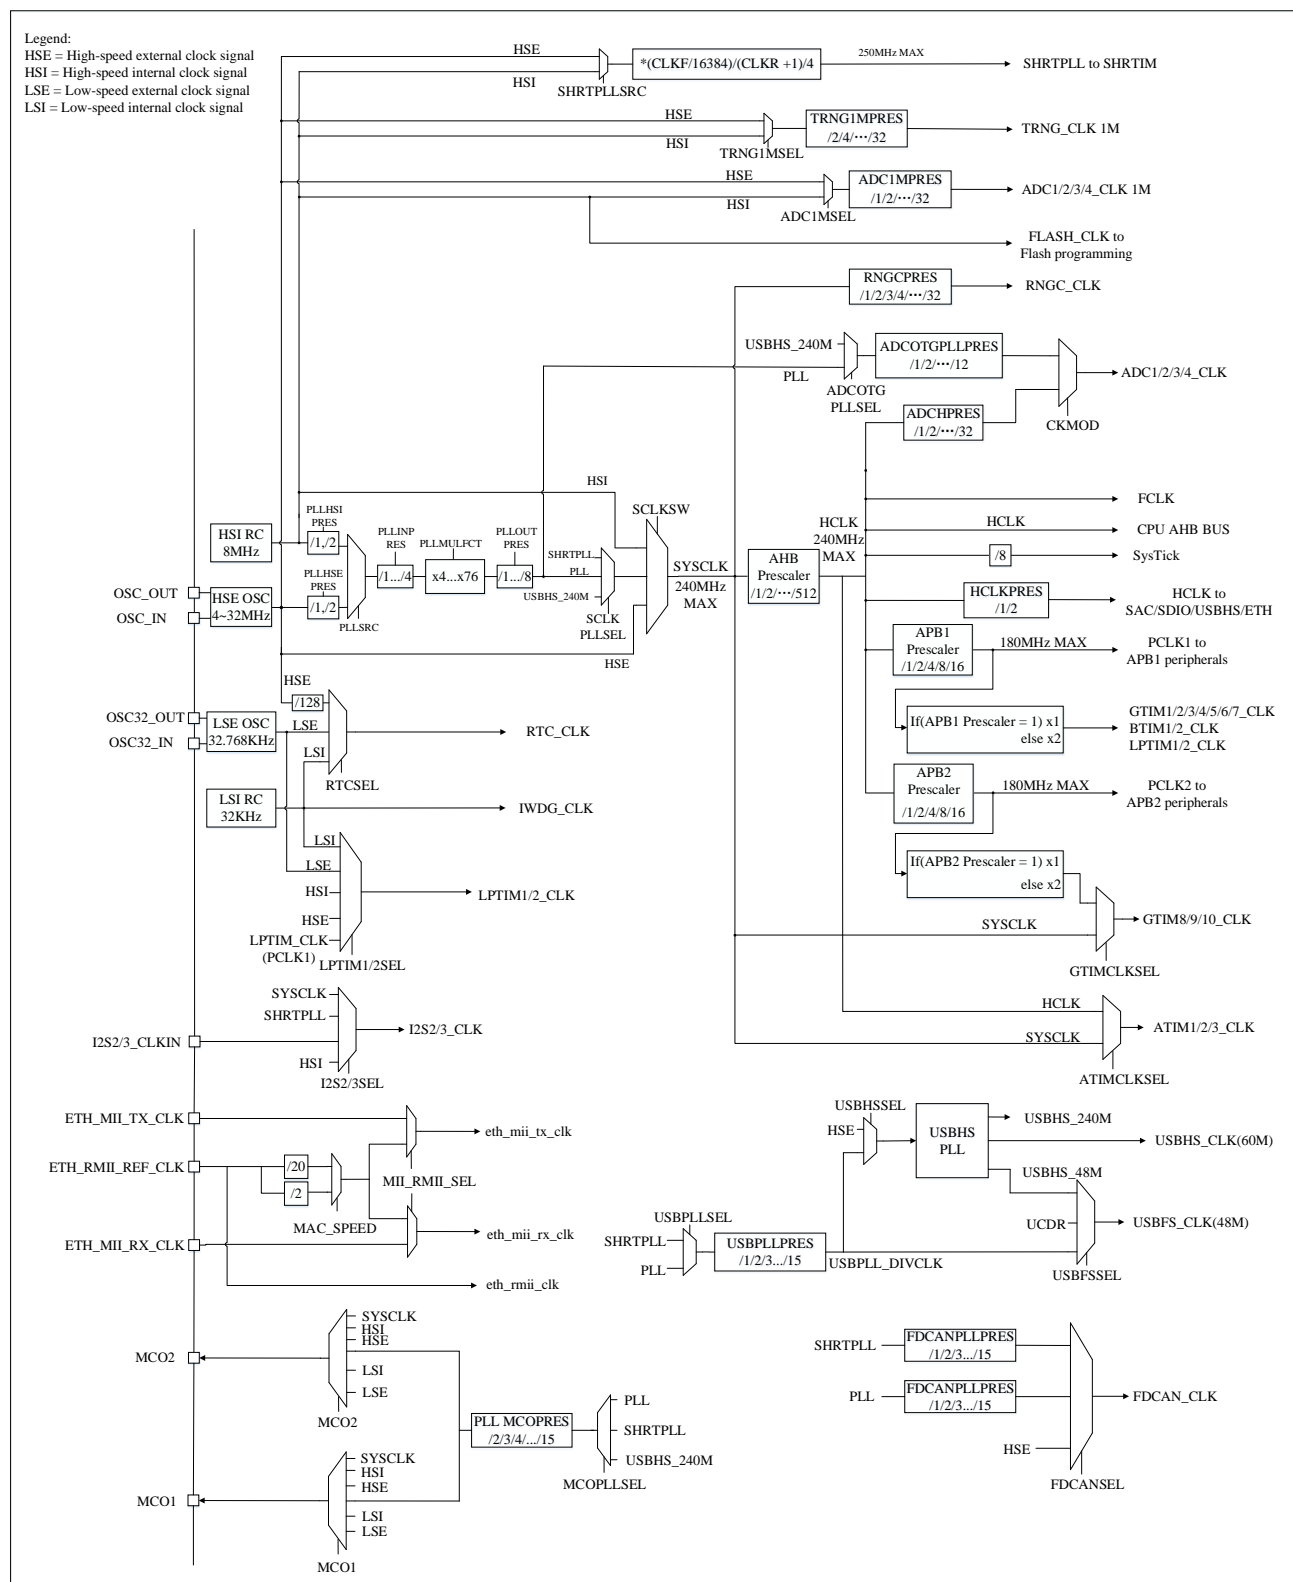 Legend:
HSE = High-speed external clock signal
HSI = High-speed internal clock signal
LSE = Low-speed external clock signal
LSI = Low-speed internal clock signal
HSE
HSI
SHRTPLLSRC
*(CLKF/16384)/(CLKR +1)/4
250MHz MAX
SHRTPLL to SHRTIM
HSE
HSI
TRNG1MSEL
TRNG1MPRES
/2/4/···/32
TRNG_CLK 1M
HSE
HSI
ADC1MSEL
ADC1MPRES
/1/2/···/32
ADC1/2/3/4_CLK 1M
FLASH_CLK to
Flash programming
RNGCPRES
/1/2/3/4/···/32
RNGC_CLK
USBHS_240M
PLL
ADCOTG
PLLSEL
ADCOTGPLLPRES
/1/2/···/12
ADC1/2/3/4_CLK
ADCHPRES
/1/2/···/32
CKMOD
HSI
SCLKSW
HSI RC
8MHz
PLLHSI
PRES
/1,/2
PLLINP
RES
/1.../4
PLLMULFCT
x4...x76
PLLOUT
PRES
/1.../8
SHRTPLL
PLL
USBHS_240M
SCLK
PLLSEL
SYSCLK
240MHz
MAX
AHB
Prescaler
/1/2/···/512
HCLK
240MHz
MAX
FCLK
HCLK
CPU AHB BUS
/8
SysTick
OSC_OUT
OSC_IN
HSE OSC
4~32MHz
PLLHSE
PRES
/1,/2
PLLSRC
HSE
HCLKPRES
/1/2
HCLK to
SAC/SDIO/USBHS/ETH
APB1
Prescaler
/1/2/4/8/16
180MHz MAX
PCLK1 to
APB1 peripherals
HSE
/128
OSC32_OUT
OSC32_IN
LSE OSC
32.768KHz
LSE
LSI
RTCSEL
RTC_CLK
If(APB1 Prescaler = 1) x1
else x2
GTIM1/2/3/4/5/6/7_CLK
BTIM1/2_CLK
LPTIM1/2_CLK
LSI RC
32KHz
IWDG_CLK
APB2
Prescaler
/1/2/4/8/16
180MHz MAX
PCLK2 to
APB2 peripherals
LSI
LSE
HSI
HSE
LPTIM_CLK
(PCLK1)
LPTIM1/2SEL
LPTIM1/2_CLK
If(APB2 Prescaler = 1) x1
else x2
SYSCLK
GTIMCLKSEL
GTIM8/9/10_CLK
SYSCLK
SHRTPLL
I2S2/3_CLKIN
HSI
I2S2/3SEL
I2S2/3_CLK
HCLK
SYSCLK
ATIMCLKSEL
ATIM1/2/3_CLK
ETH_MII_TX_CLK
eth_mii_tx_clk
ETH_RMII_REF_CLK
/20
/2
MAC_SPEED
MII_RMII_SEL
ETH_MII_RX_CLK
eth_mii_rx_clk
eth_rmii_clk
USBHSSEL
HSE
USBHS
PLL
USBHS_240M
USBHS_CLK(60M)
USBHS_48M
UCDR
USBFS_CLK(48M)
USBFSSEL
USBPLLSEL
SHRTPLL
PLL
USBPLLPRES
/1/2/3.../15
USBPLL_DIVCLK
MCO2
SYSCLK
HSI
HSE
LSI
LSE
MCO2
SHRTPLL
FDCANPLLPRES
/1/2/3.../15
PLL
FDCANPLLPRES
/1/2/3.../15
HSE
FDCAN_CLK
FDCANSEL
PLL MCOPRES
/2/3/4/.../15
PLL
SHRTPLL
USBHS_240M
MCOPLLSEL
MCO1
SYSCLK
HSI
HSE
LSI
LSE
MCO1